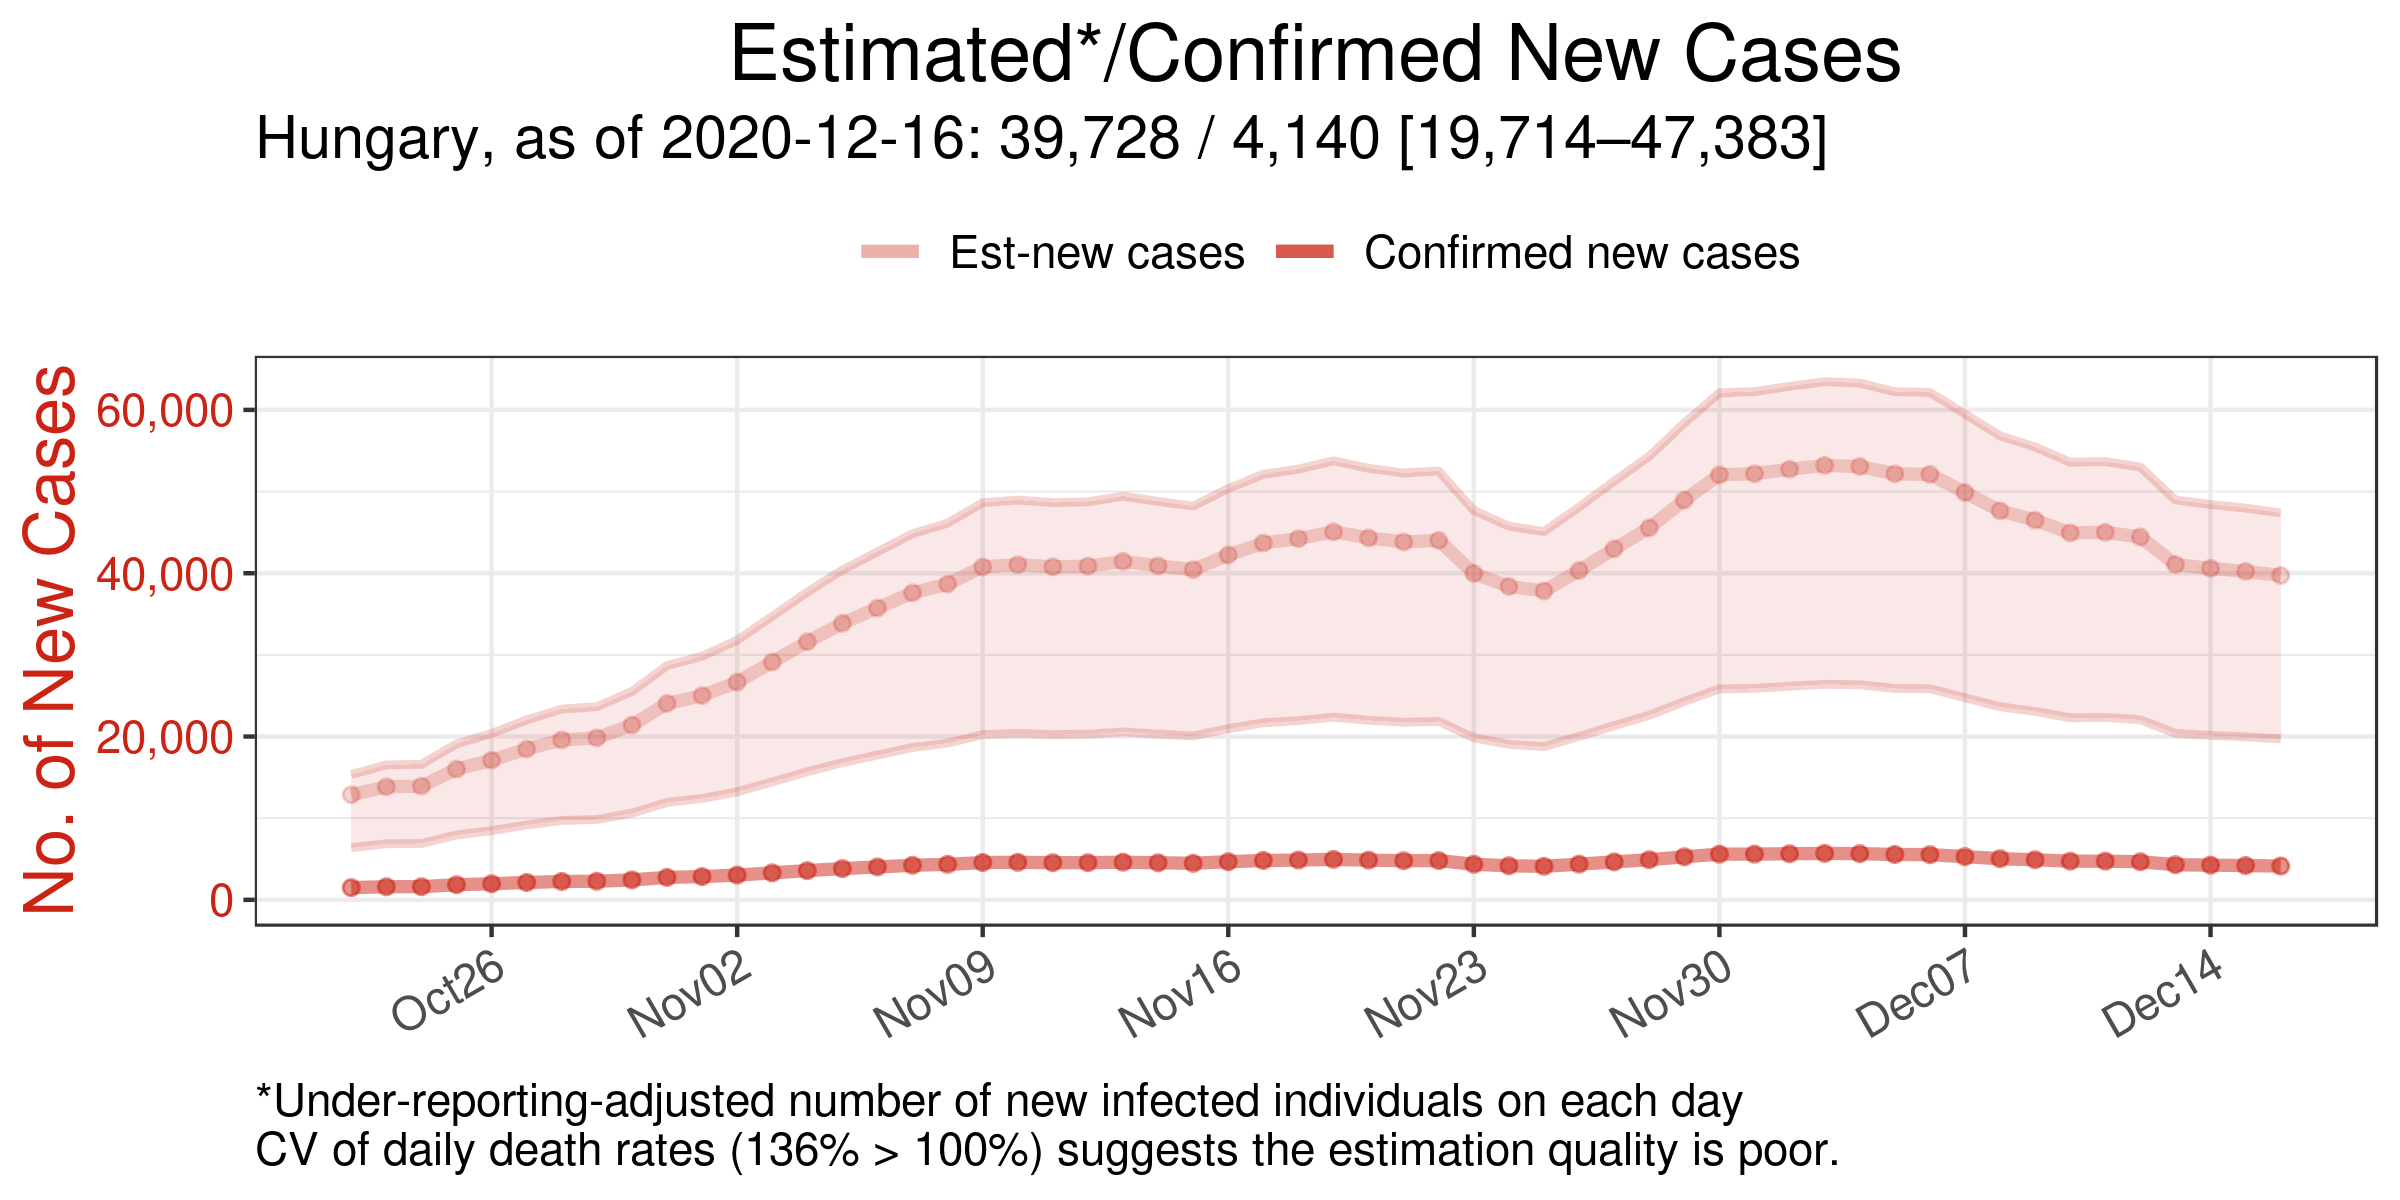 Estimated*/Confirmed New Cases
Hungary, as of 2020-12-16: 39,728 / 4,140 [19,714–47,383]
Est-new cases
Confirmed new cases
No. of New Cases
60,000
40,000
20,000
0
Oct26
Nov02
Nov09
Nov16
Nov23
Nov30
Dec07
Dec14
*Under-reporting-adjusted number of new infected individuals on each day
CV of daily death rates (136% > 100%) suggests the estimation quality is poor.